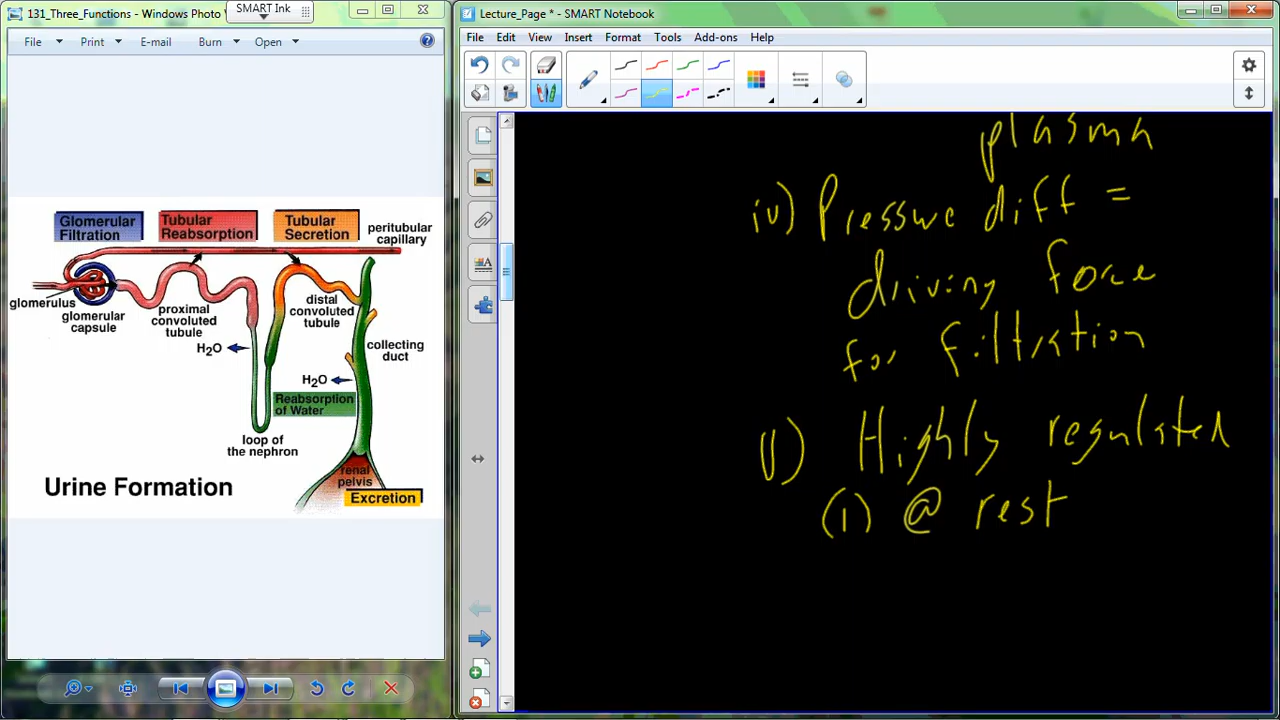 131_Three_Functions - Windows Photo
SMART Ink
File Print Burn Open E-mail
Glomerular
Filtration
Tubular
Reabsorption
Tubular
Secretion
peritubular
capillary
glomerulus
glomerular
capsule
proximal
convoluted
tubule
distal
convoluted
tubule
H2O
collecting
duct
H2O
Reabsorption
of Water
loop of
the nephron
renal
pelvis
Urine Formation
Excretion
Lecture_Page * - SMART Notebook
File Edit View Insert Format Tools Add-ons Help
plasma
iv) Pressure diff =
driving force
for filtration
v) Highly regulated
(1) @ rest